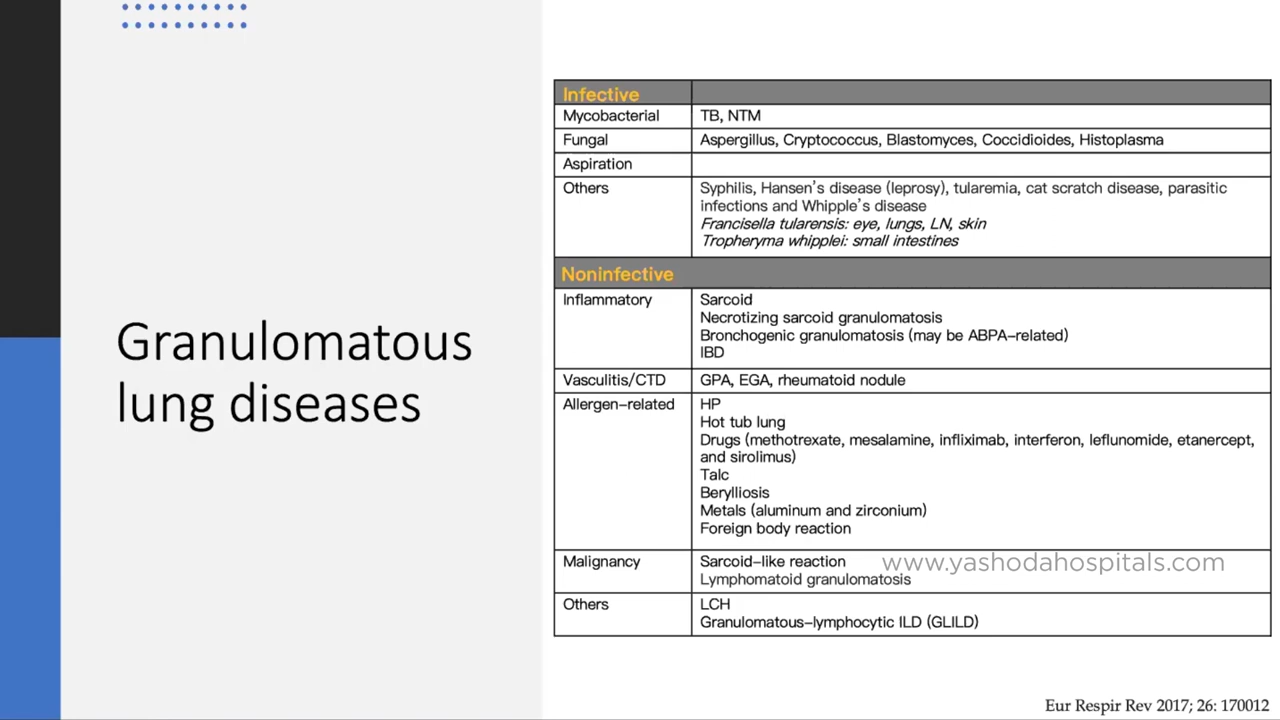 Granulomatous
lung diseases
Infective
Mycobacterial TB, NTM
Fungal Aspergillus, Cryptococcus, Blastomyces, Coccidioides, Histoplasma
Aspiration
Others Syphilis, Hansen's disease (leprosy), tularemia, cat scratch disease, parasitic
infections and Whipple's disease
Francisella tularensis: eye, lungs, LN, skin
Tropheryma whipplei: small intestines
Noninfective
Inflammatory Sarcoid
Necrotizing sarcoid granulomatosis
Bronchogenic granulomatosis (may be ABPA-related)
IBD
Vasculitis/CTD GPA, EGA, rheumatoid nodule
Allergen-related HP
Hot tub lung
Drugs (methotrexate, mesalamine, infliximab, interferon, leflunomide, etanercept,
and sirolimus)
Talc
Berylliosis
Metals (aluminum and zirconium)
Foreign body reaction
Malignancy Sarcoid-like reaction
www.yashodahospitals.com
Lymphomatoid granulomatosis
Others LCH
Granulomatous-lymphocytic ILD (GLILD)
Eur Respir Rev 2017; 26: 170012